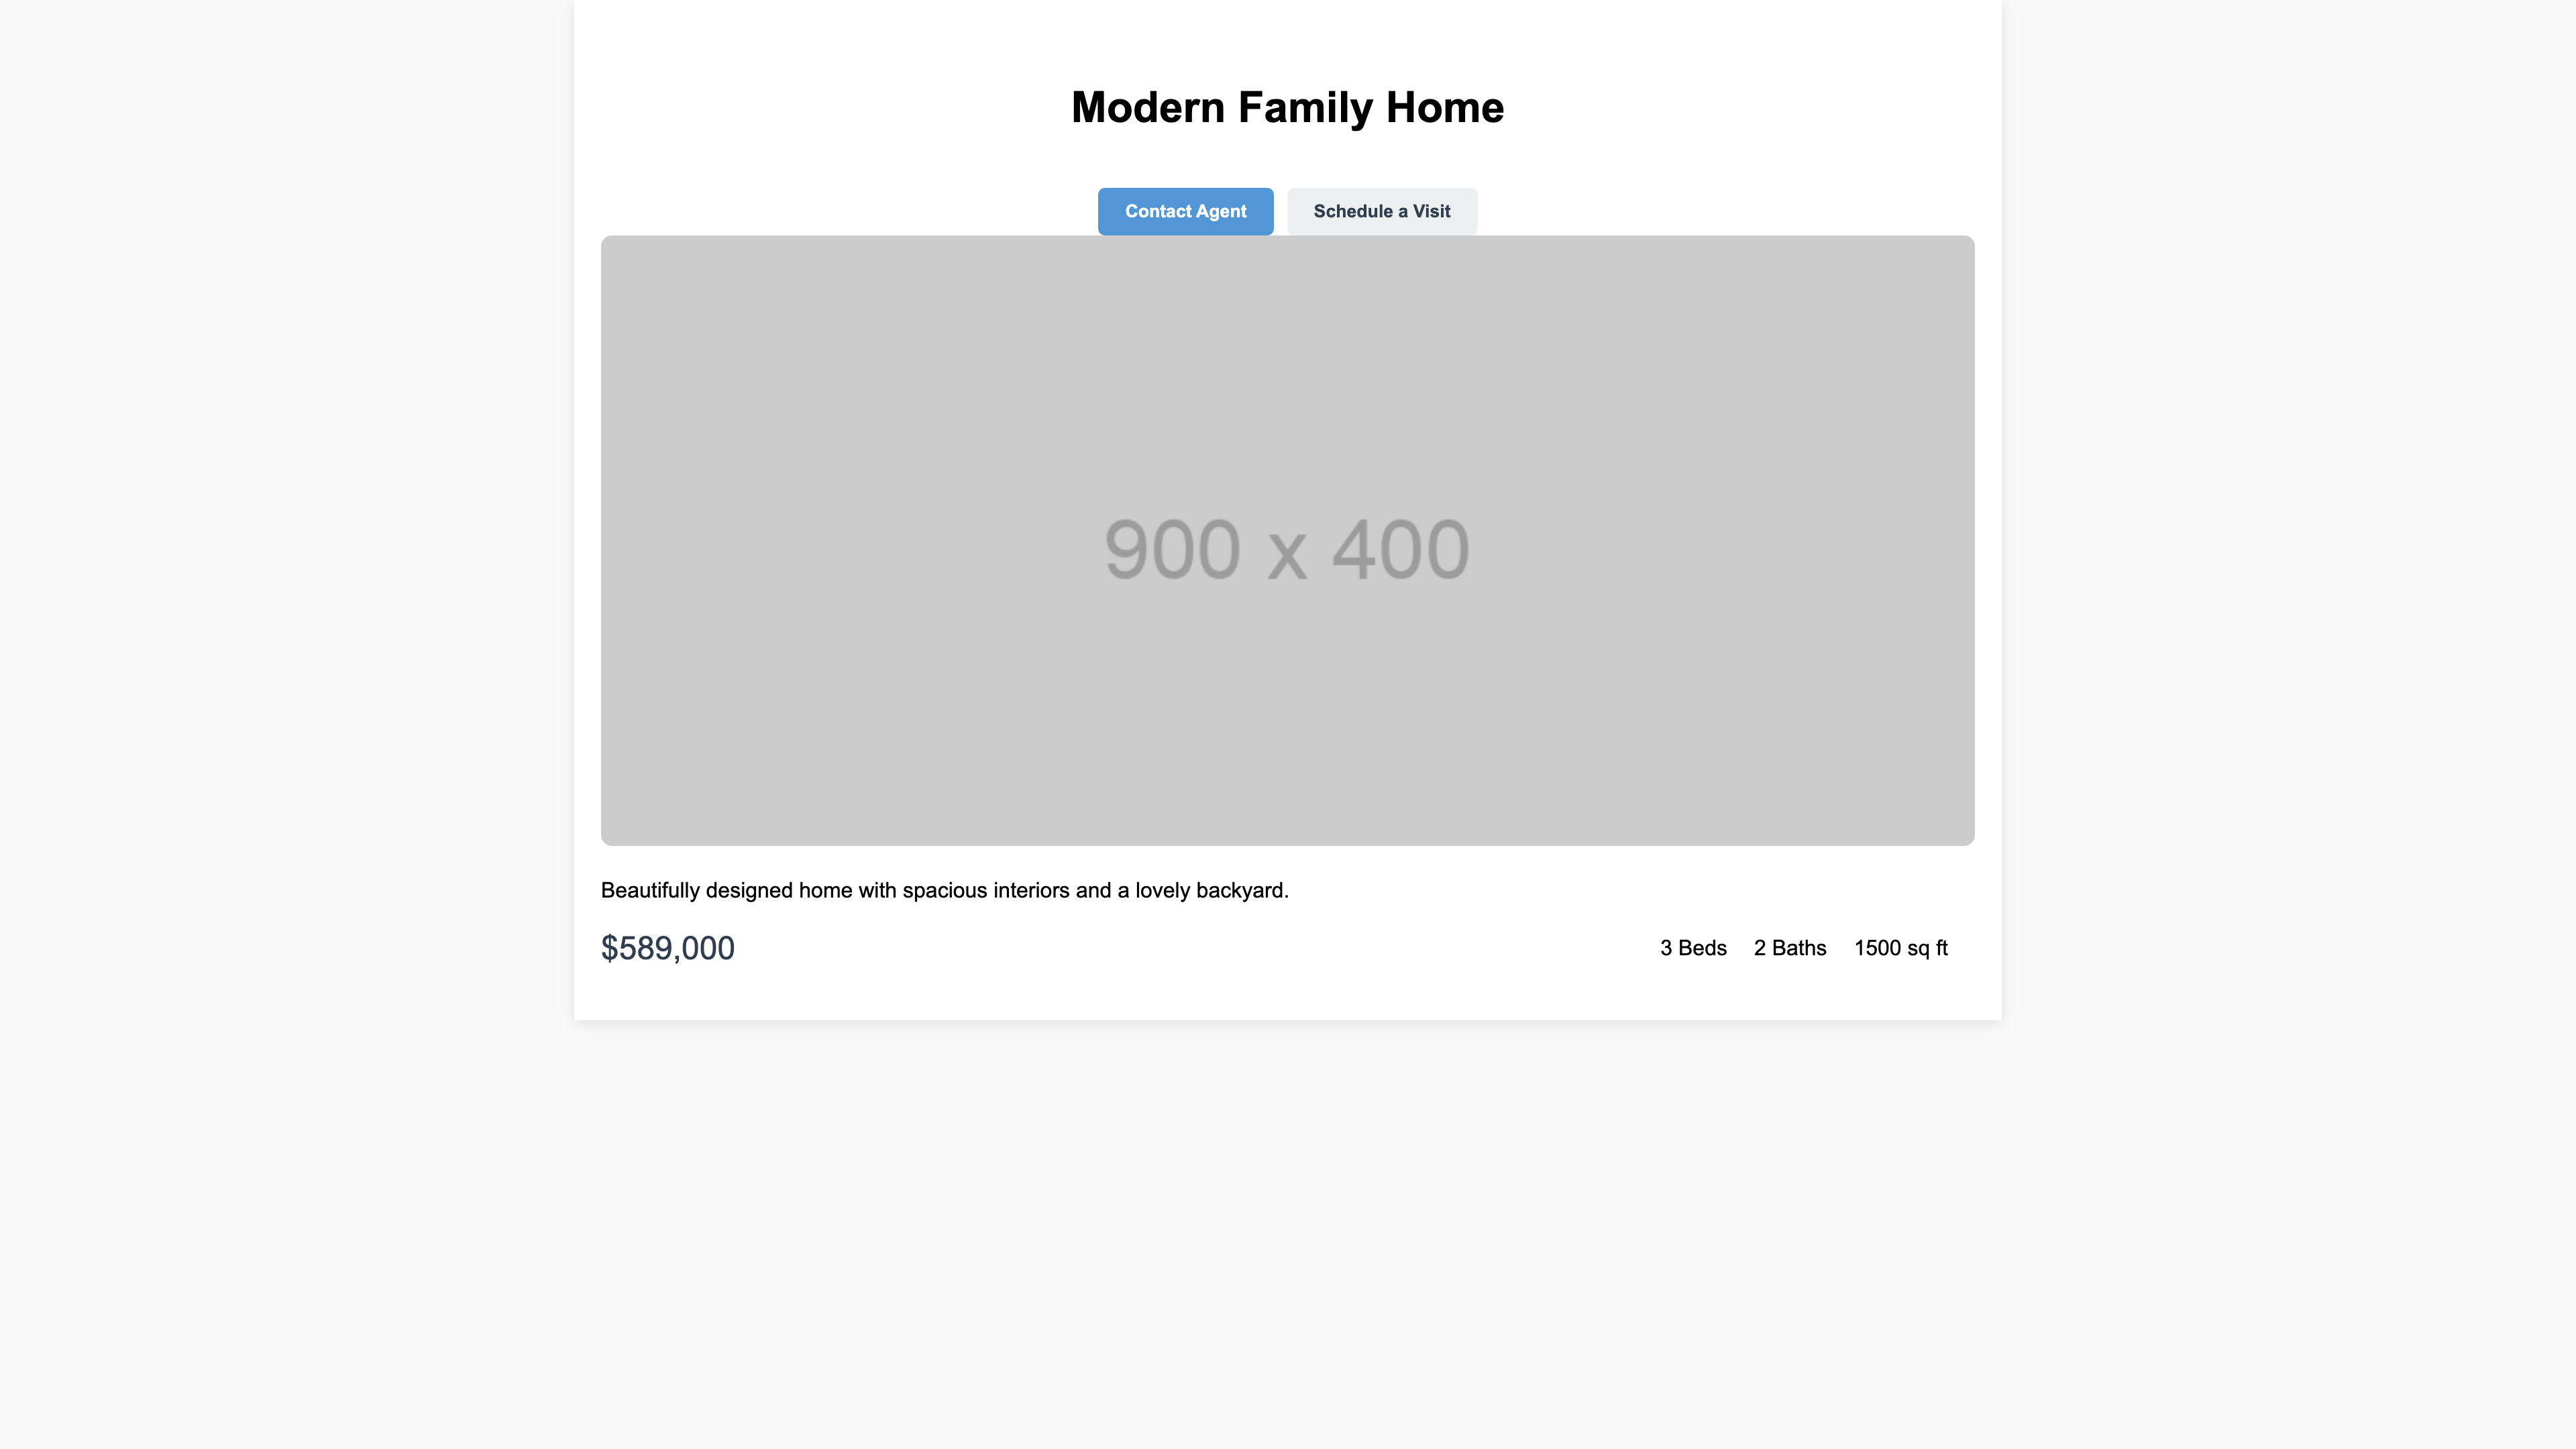 Modern Family Home
Contact Agent
Schedule a Visit
900 x 400
Beautifully designed home with spacious interiors and a lovely backyard.
$589,000
3 Beds
2 Baths
1500 sq ft